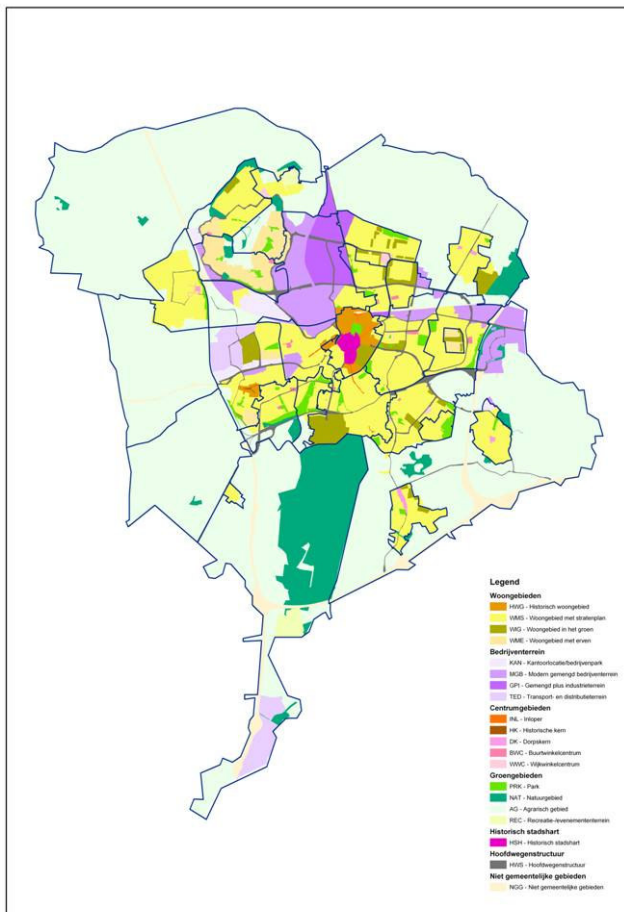 Legend
Woongebieden
HWG - Historisch woongebied
WMS - Woongebied met stratenplan
WIG - Woongebied in het groen
WME - Woongebied met erven
Bedrijventerrein
KAN - Kantoorlocatie/bedrijvenpark
MGB - Modern gemengd bedrijventerrein
GPI - Gemengd plus industrieterrein
TED - Transport- en distributieterrein
Centrumgebieden
INL - Inloper
HK - Historische kern
DK - Dorpskern
BWC - Buurtwinkelcentrum
WWC - Wijkwinkelcentrum
Groengebieden
PRK - Park
NAT - Natuurgebied
AG - Agrarisch gebied
REC - Recreatie-/evenemententerrein
Historisch stadshart
HSH - Historisch stadshart
Hoofdwegenstructuur
HWS - Hoofdwegenstructuur
Niet gemeentelijke gebieden
NGG - Niet gemeentelijke gebieden